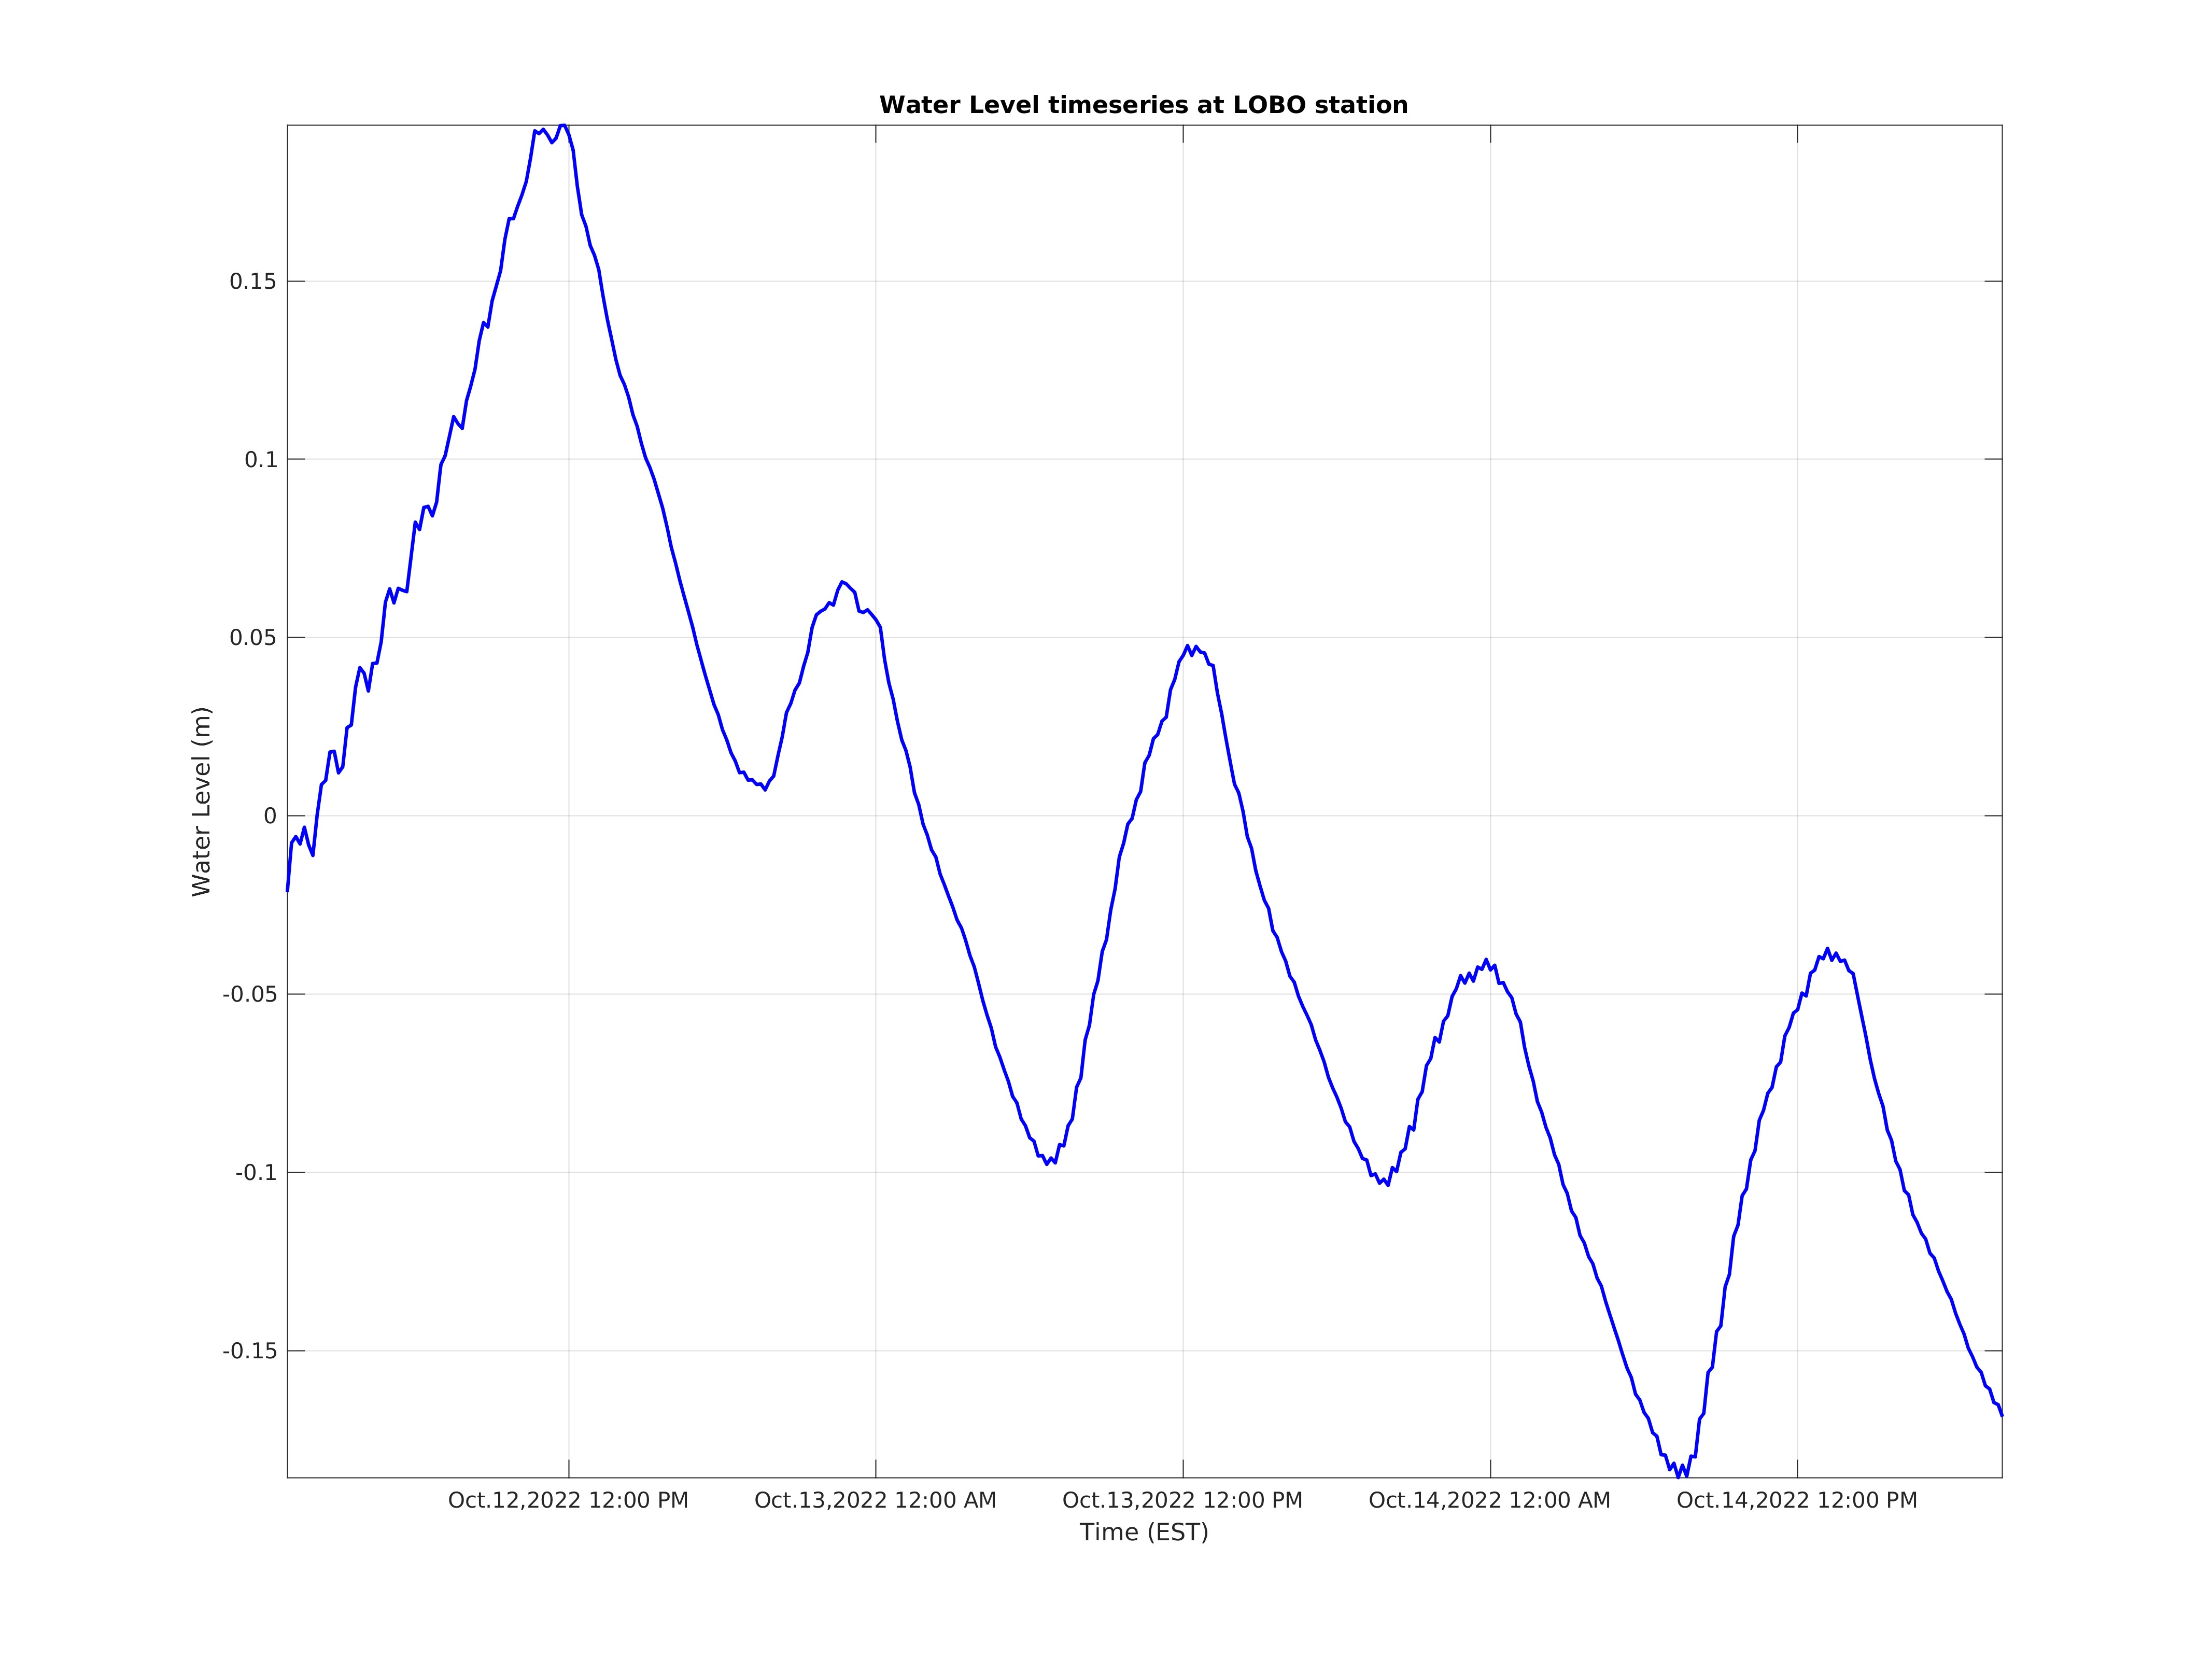 Water Level timeseries at LOBO station
0.15
0.1
0.05
0
-0.05
-0.1
-0.15
Water Level (m)
Oct.12,2022 12:00 PM
Oct.13,2022 12:00 AM
Oct.13,2022 12:00 PM
Oct.14,2022 12:00 AM
Oct.14,2022 12:00 PM
Time (EST)